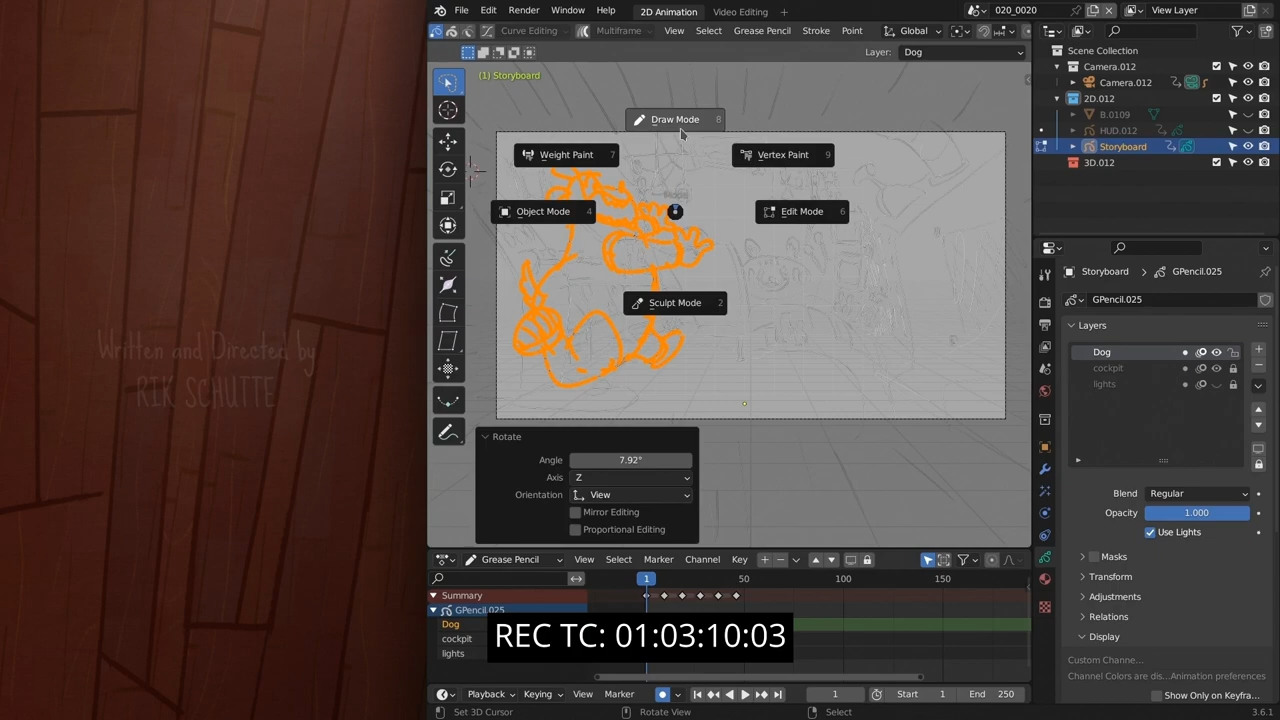 File Edit Render Window Help
2D Animation Video Editing
020_0020
View Layer
Curve Editing
Multiframe
View Select Grease Pencil Stroke Point
Global
Layer: Dog
(1) Storyboard
Draw Mode 8
Weight Paint 7
Vertex Paint 9
Object Mode 4
Edit Mode 6
Sculpt Mode 2
Written and Directed by
RIK SCHUTTE
Rotate
Angle 7.92°
Axis Z
Orientation View
Mirror Editing
Proportional Editing
Scene Collection
Camera.012
Camera.012
2D.012
B.0109
HUD.012
Storyboard
3D.012
Storyboard GPencil.025
GPencil.025
Layers
Dog
cockpit
lights
Blend Regular
Opacity 1.000
Use Lights
Masks
Transform
Adjustments
Relations
Display
Custom Channe...
Channel Colors are dis...Animation preferences
Show Only on Keyfra...
Grease Pencil View Select Marker Channel Key
1 50 100 150
Summary
GPencil.025
Dog
cockpit
lights
REC TC: 01:03:10:03
Playback Keying View Marker
1
Start 1 End 250
Set 3D Cursor
Rotate View
Select
3.6.1